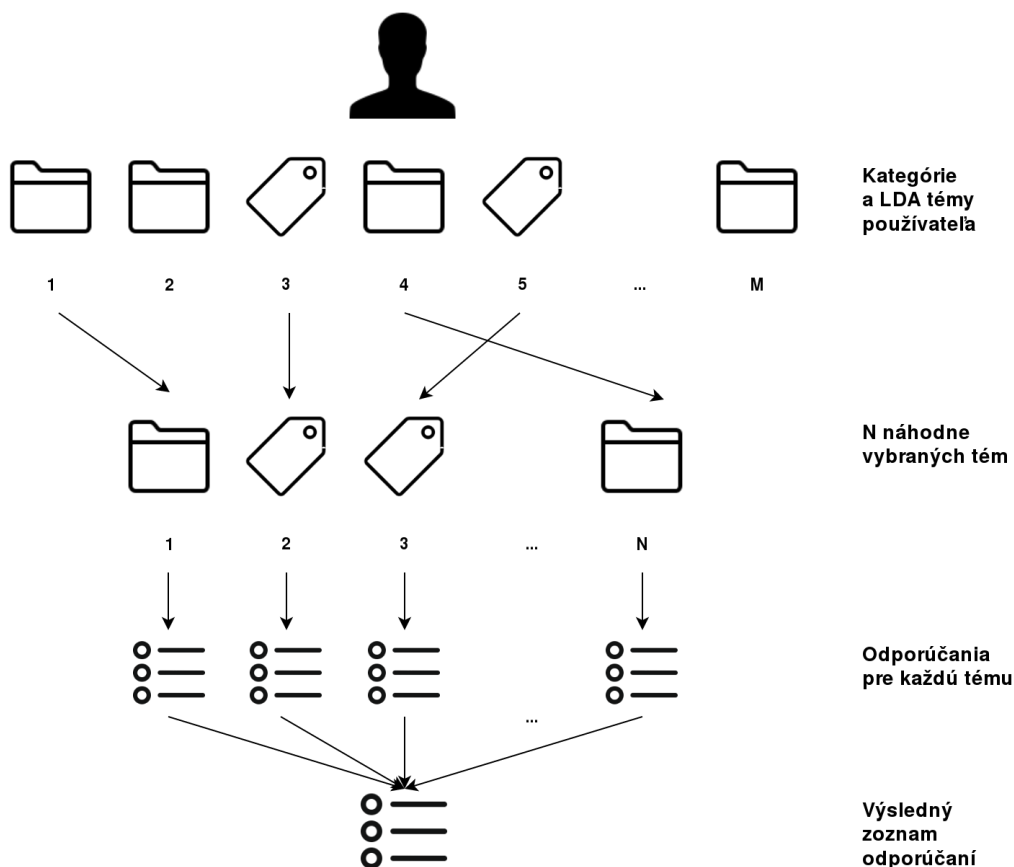 Kategórie
a LDA témy
používateľa
1 2 3 4 5 ... M
N náhodne
vybraných tém
1 2 3 ... N
Odporúčania
pre každú tému
...
Výsledný
zoznam
odporúčaní